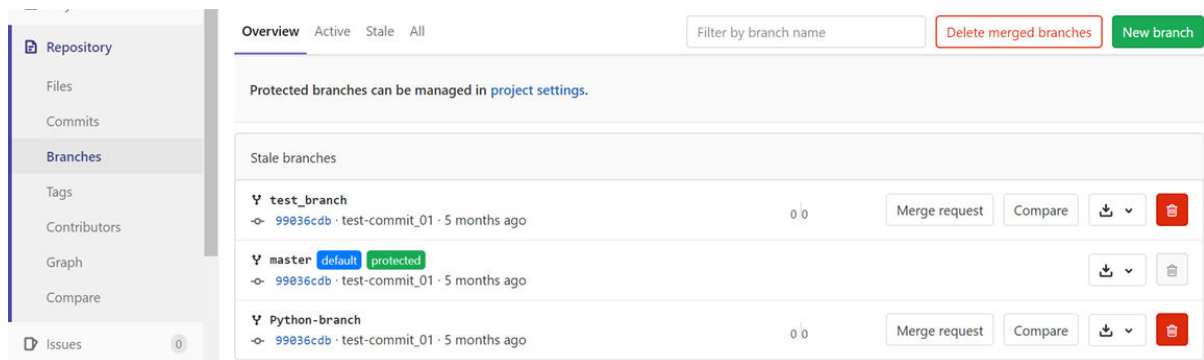 Repository
Files
Commits
Branches
Tags
Contributors
Graph
Compare
Issues 0
Overview Active Stale All Filter by branch name Delete merged branches New branch
Protected branches can be managed in project settings.
Stale branches
test_branch
99036cdb · test-commit_01 · 5 months ago 0 0 Merge request Compare
master default protected
99036cdb · test-commit_01 · 5 months ago
Python-branch
99036cdb · test-commit_01 · 5 months ago 0 0 Merge request Compare